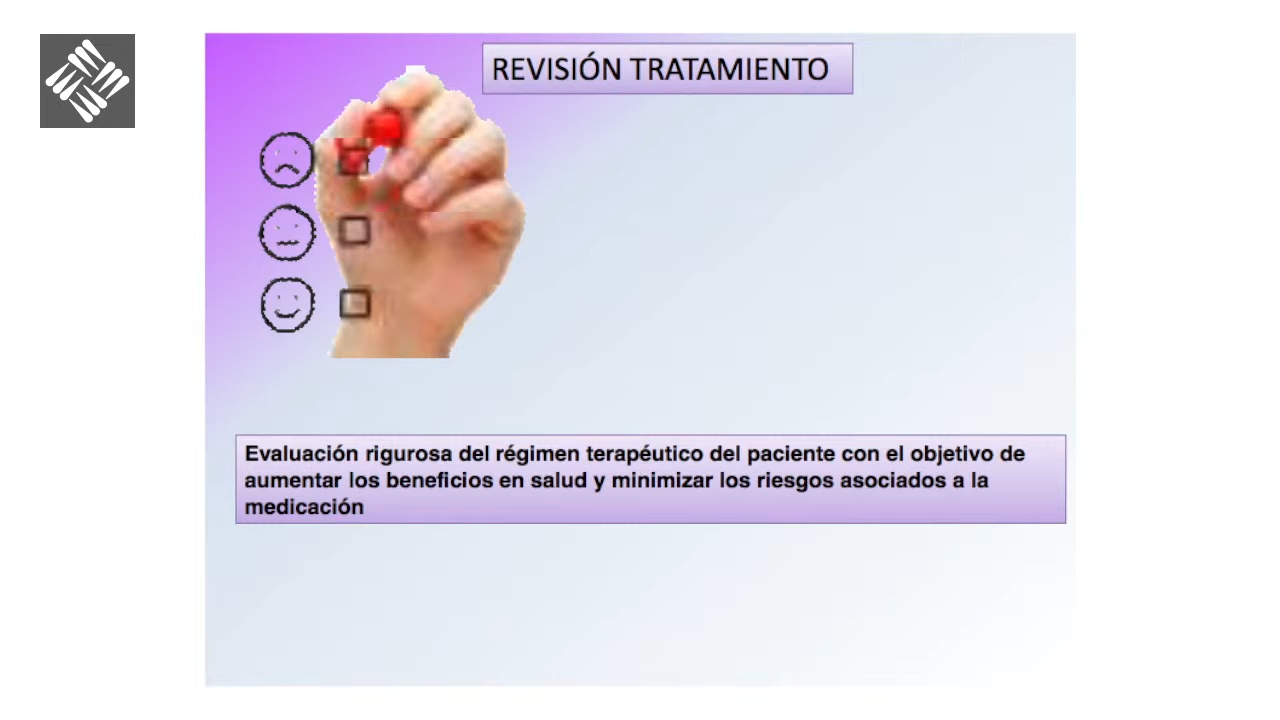 REVISIÓN TRATAMIENTO
Evaluación rigurosa del régimen terapéutico del paciente con el objetivo de
aumentar los beneficios en salud y minimizar los riesgos asociados a la
medicación